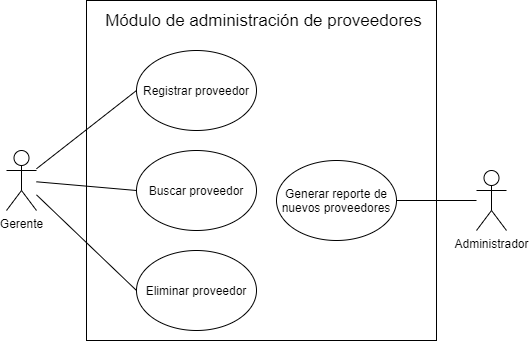 Módulo de administración de proveedores
Registrar proveedor
Buscar proveedor
Generar reporte de
nuevos proveedores
Gerente
Administrador
Eliminar proveedor